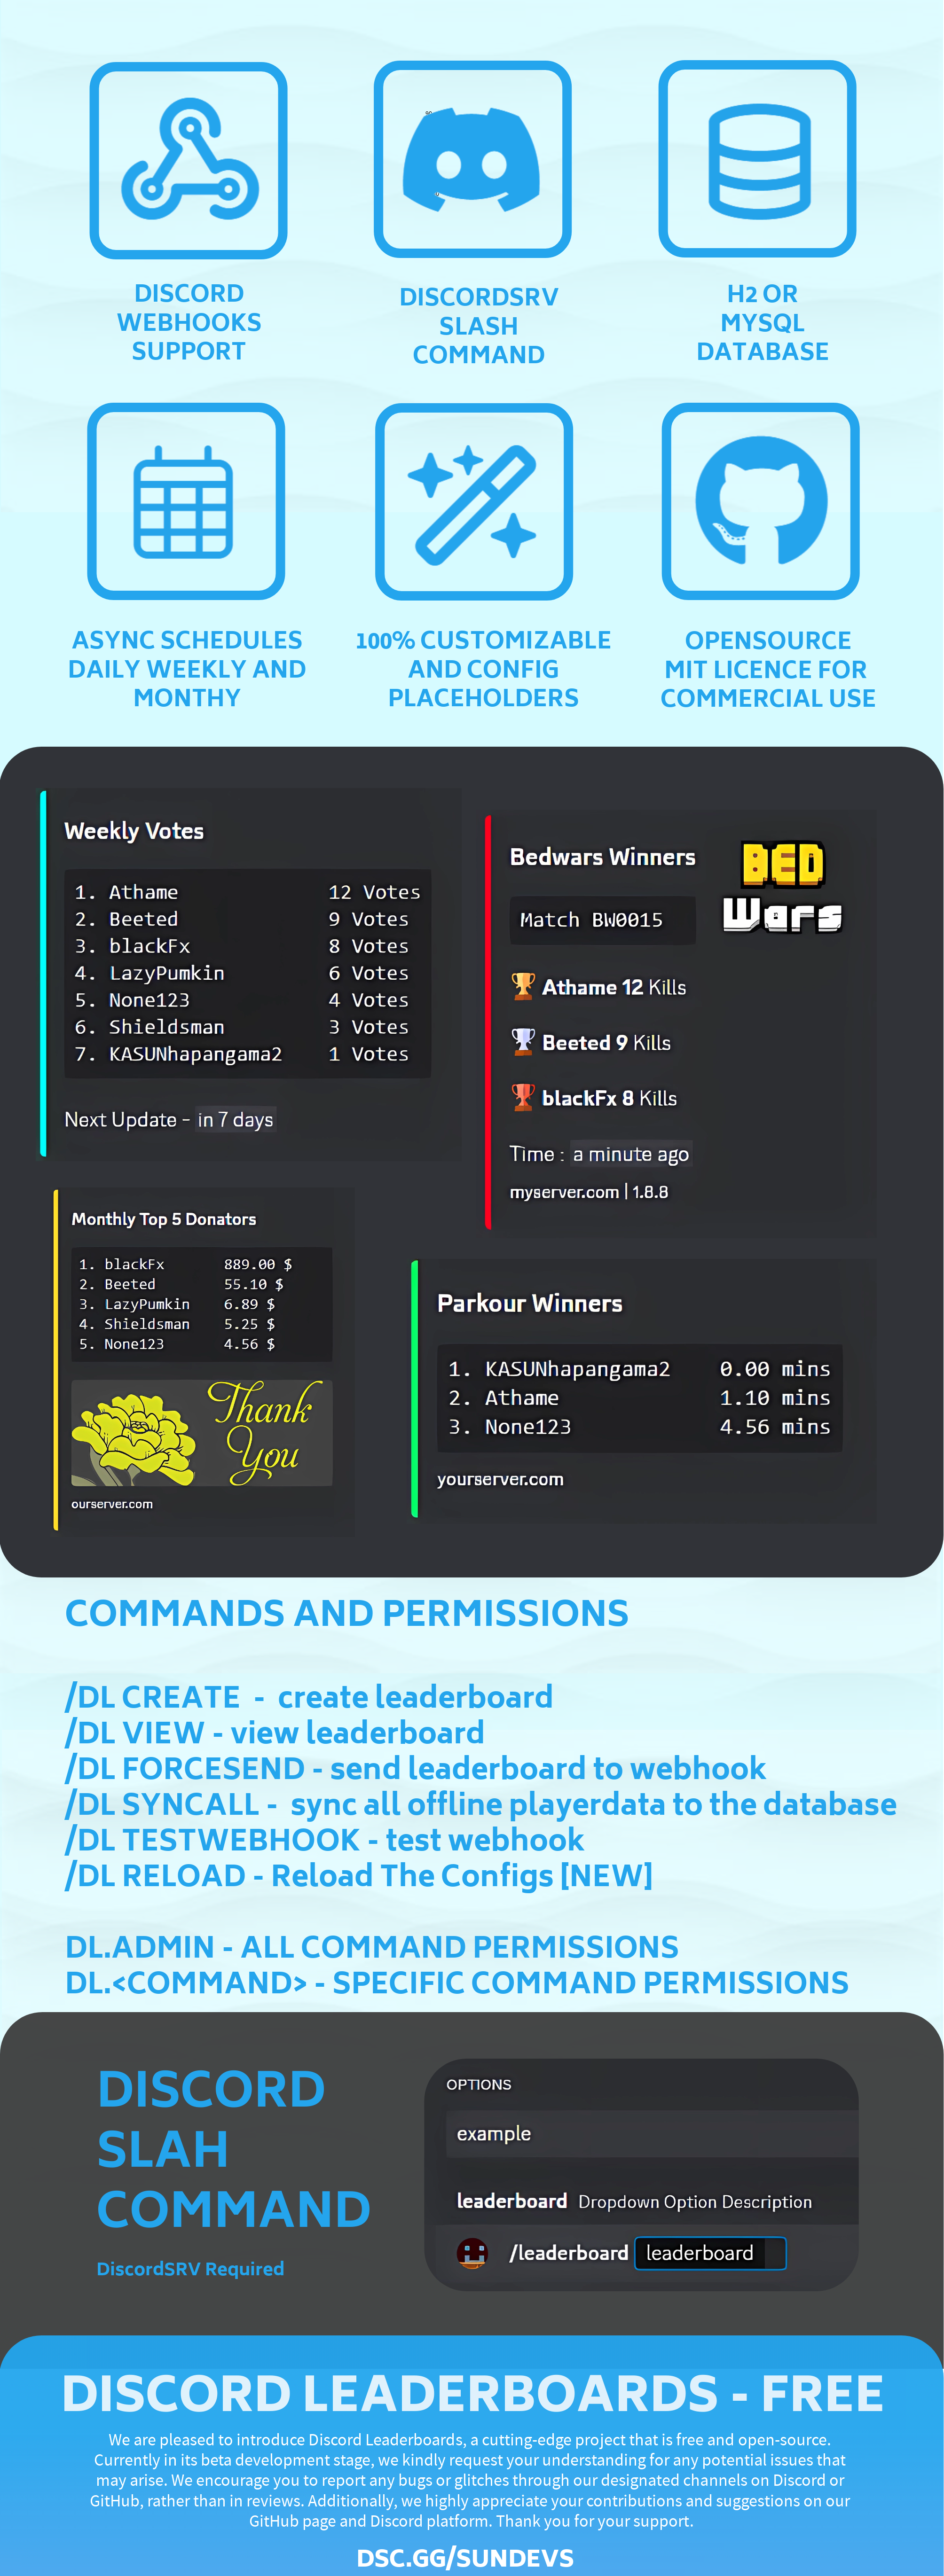 DISCORD
WEBHOOKS
SUPPORT
DISCORDSRV
SLASH
COMMAND
H2 OR
MYSQL
DATABASE
ASYNC SCHEDULES
DAILY WEEKLY AND
MONTHY
100% CUSTOMIZABLE
AND CONFIG
PLACEHOLDERS
OPENSOURCE
MIT LICENCE FOR
COMMERCIAL USE
Weekly Votes
1. Athame 12 Votes
2. Beeted 9 Votes
3. blackFx 8 Votes
4. LazyPumkin 6 Votes
5. None123 4 Votes
6. Shieldsman 3 Votes
7. KASUNhapangama2 1 Votes
Next Update - in 7 days
Bedwars Winners
BED
Wars
Match BW0015
Athame 12 Kills
Beeted 9 Kills
blackFx 8 Kills
Time : a minute ago
myserver.com | 1.8.8
Monthly Top 5 Donators
1. blackFx 889.00 $
2. Beeted 55.10 $
3. LazyPumkin 6.89 $
4. Shieldsman 5.25 $
5. None123 4.56 $
Thank
You
ourserver.com
Parkour Winners
1. KASUNhapangama2 0.00 mins
2. Athame 1.10 mins
3. None123 4.56 mins
yourserver.com
COMMANDS AND PERMISSIONS
/DL CREATE - create leaderboard
/DL VIEW - view leaderboard
/DL FORCESEND - send leaderboard to webhook
/DL SYNCALL - sync all offline playerdata to the database
/DL TESTWEBHOOK - test webhook
/DL RELOAD - Reload The Configs [NEW]
DL.ADMIN - ALL COMMAND PERMISSIONS
DL.<COMMAND> - SPECIFIC COMMAND PERMISSIONS
DISCORD
SLAH
COMMAND
DiscordSRV Required
OPTIONS
example
leaderboard Dropdown Option Description
/leaderboard leaderboard
DISCORD LEADERBOARDS - FREE
We are pleased to introduce Discord Leaderboards, a cutting-edge project that is free and open-source.
Currently in its beta development stage, we kindly request your understanding for any potential issues that
may arise. We encourage you to report any bugs or glitches through our designated channels on Discord or
GitHub, rather than in reviews. Additionally, we highly appreciate your contributions and suggestions on our
GitHub page and Discord platform. Thank you for your support.
DSC.GG/SUNDEVS